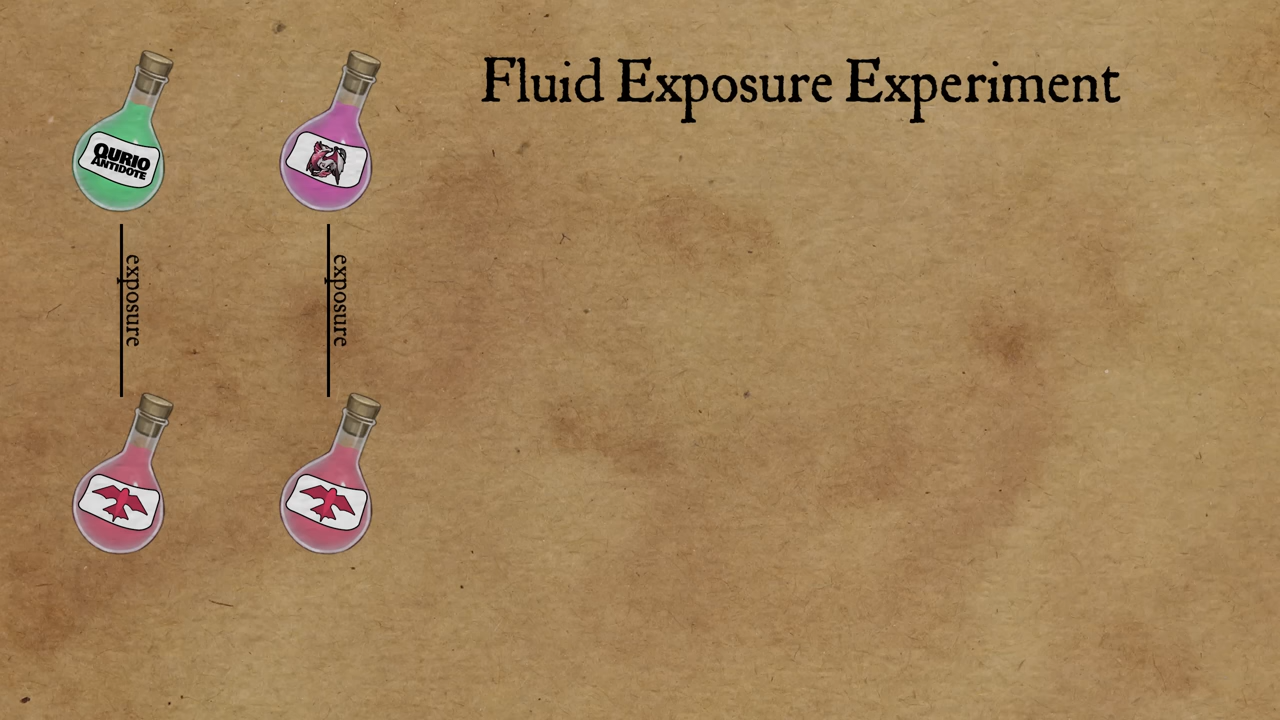 Fluid Exposure Experiment
QURIO
ANTIDOTE
exposure
exposure